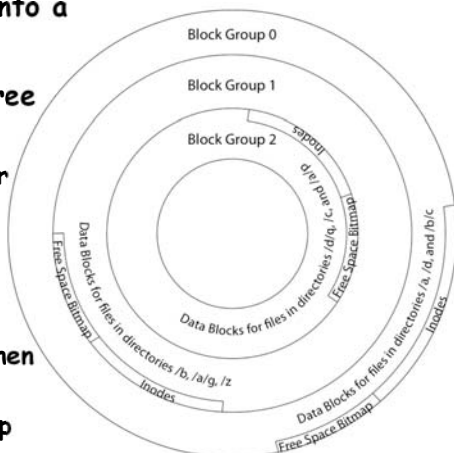 nto a
ree
r
hen
p
Block Group 0
Block Group 1
Block Group 2
Inodes
Data Blocks for files in directories /d/q, /c, and /a/p
Free Space Bitmap
Data Blocks for files in directories /b, /a/g, /z
Free Space Bitmap
Inodes
Data Blocks for files in directories /a, /d, and /b/c
Free Space Bitmap
Inodes